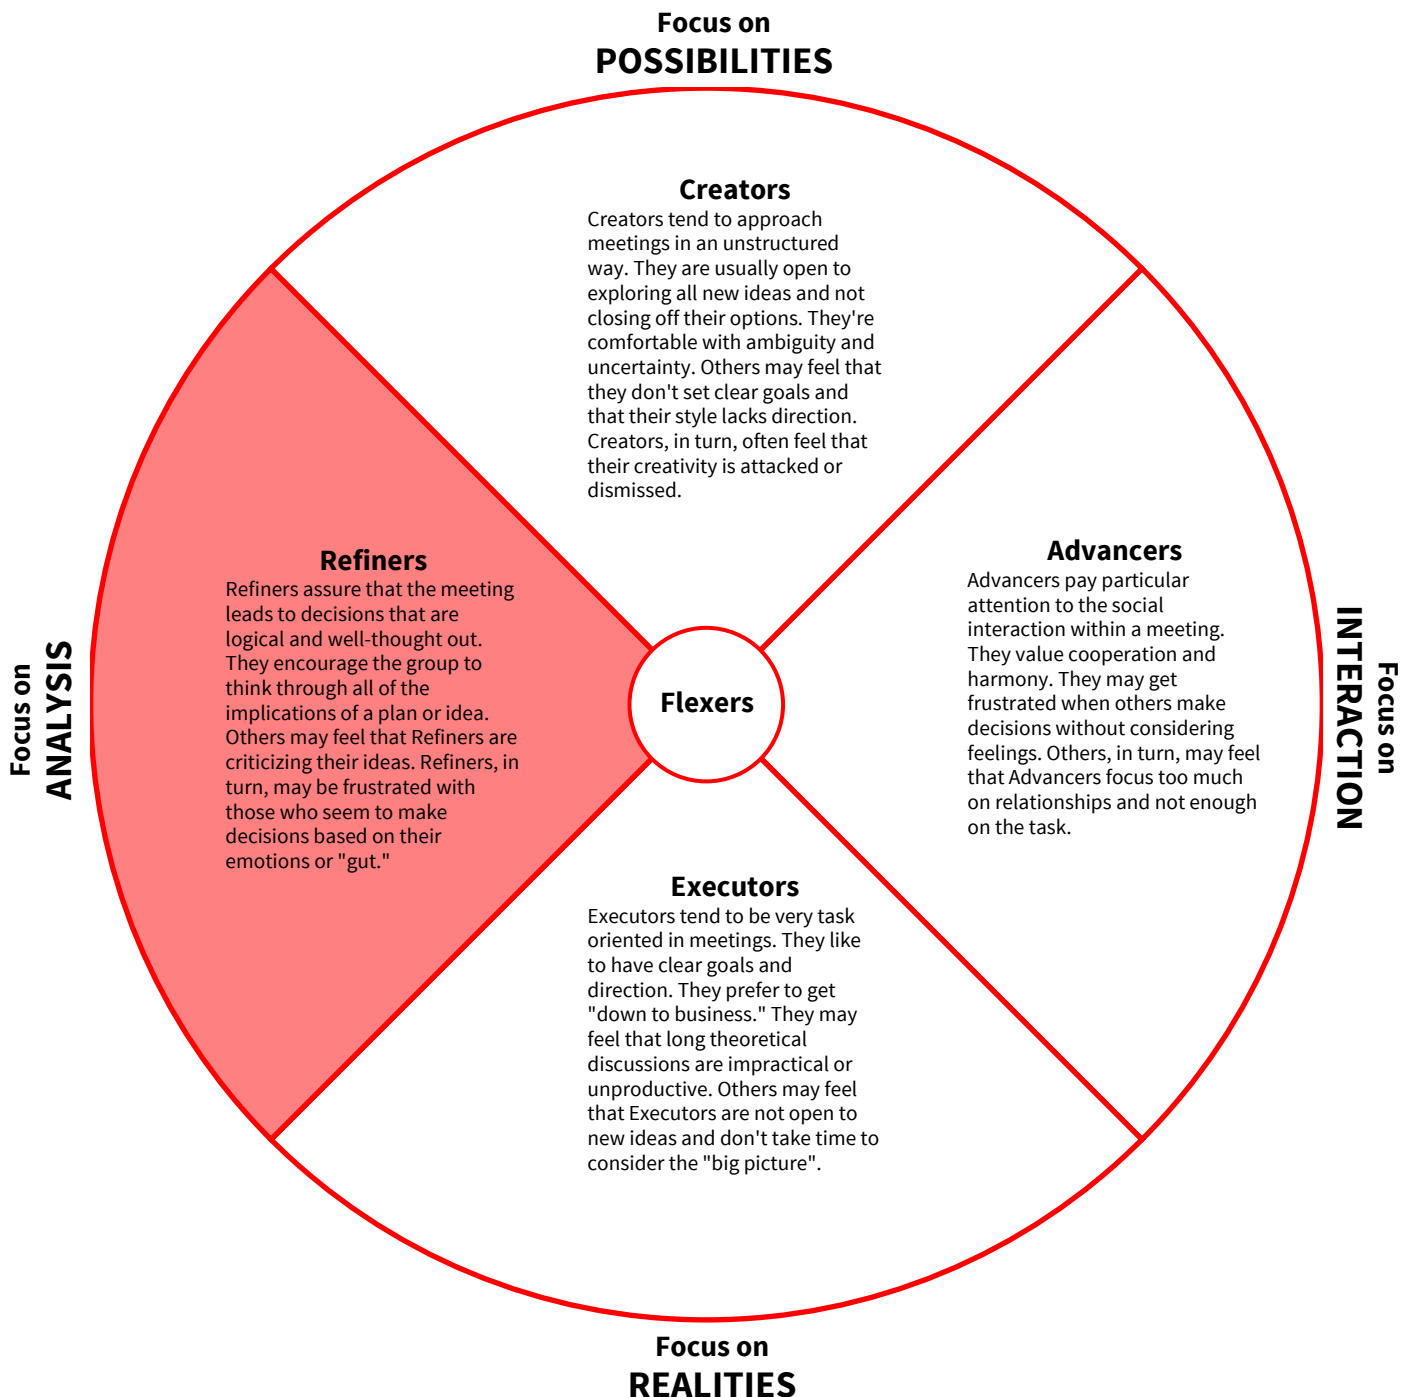 Focus on
POSSIBILITIES
Creators
Creators tend to approach
meetings in an unstructured
way. They are usually open to
exploring all new ideas and not
closing off their options. They're
comfortable with ambiguity and
uncertainty. Others may feel that
they don't set clear goals and
that their style lacks direction.
Creators, in turn, often feel that
their creativity is attacked or
dismissed.
Focus on
ANALYSIS
Refiners
Refiners assure that the meeting
leads to decisions that are
logical and well-thought out.
They encourage the group to
think through all of the
implications of a plan or idea.
Others may feel that Refiners are
criticizing their ideas. Refiners, in
turn, may be frustrated with
those who seem to make
decisions based on their
emotions or "gut."
Flexers
Advancers
Advancers pay particular
attention to the social
interaction within a meeting.
They value cooperation and
harmony. They may get
frustrated when others make
decisions without considering
feelings. Others, in turn, may feel
that Advancers focus too much
on relationships and not enough
on the task.
Focus on
INTERACTION
Executors
Executors tend to be very task
oriented in meetings. They like
to have clear goals and
direction. They prefer to get
"down to business." They may
feel that long theoretical
discussions are impractical or
unproductive. Others may feel
that Executors are not open to
new ideas and don't take time to
consider the "big picture".
Focus on
REALITIES